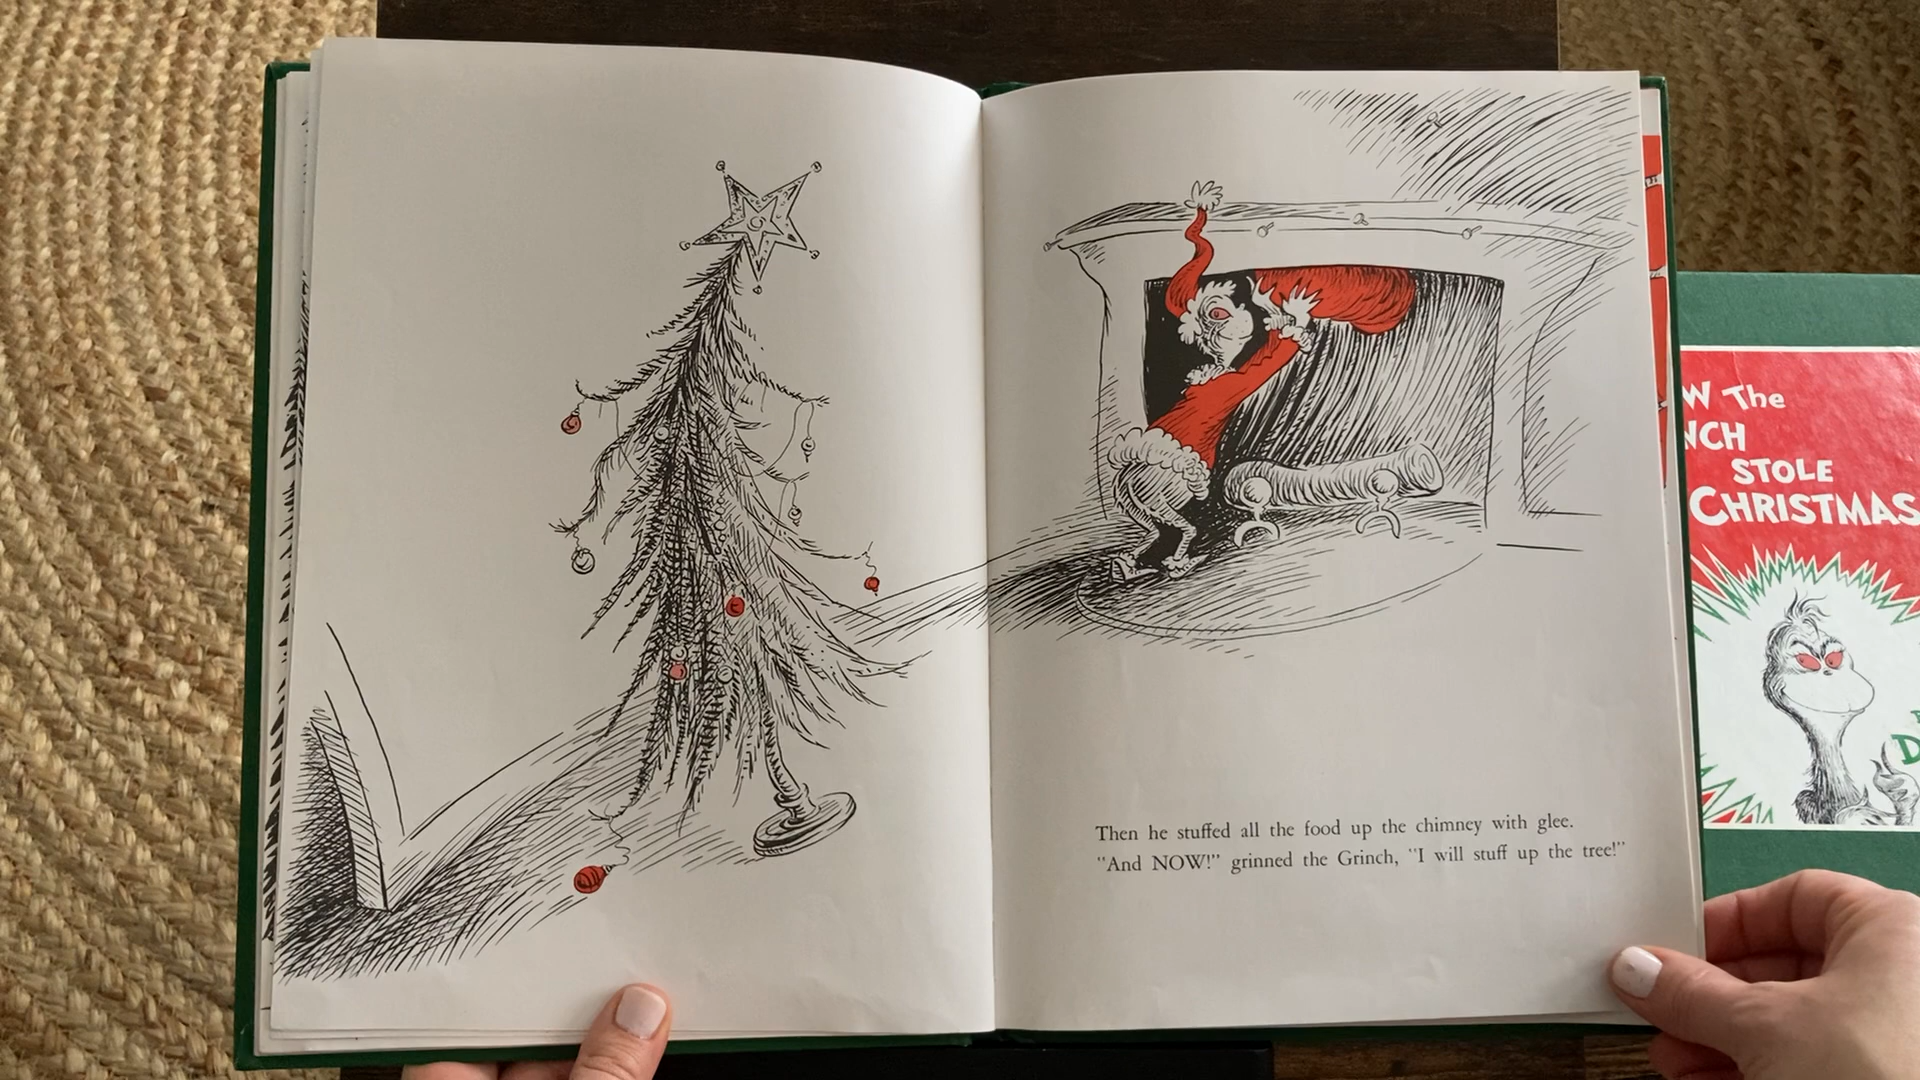 Then he stuffed all the food up the chimney with glee.
"And NOW!" grinned the Grinch, "I will stuff up the tree!"
The
STOLE
CHRISTMAS